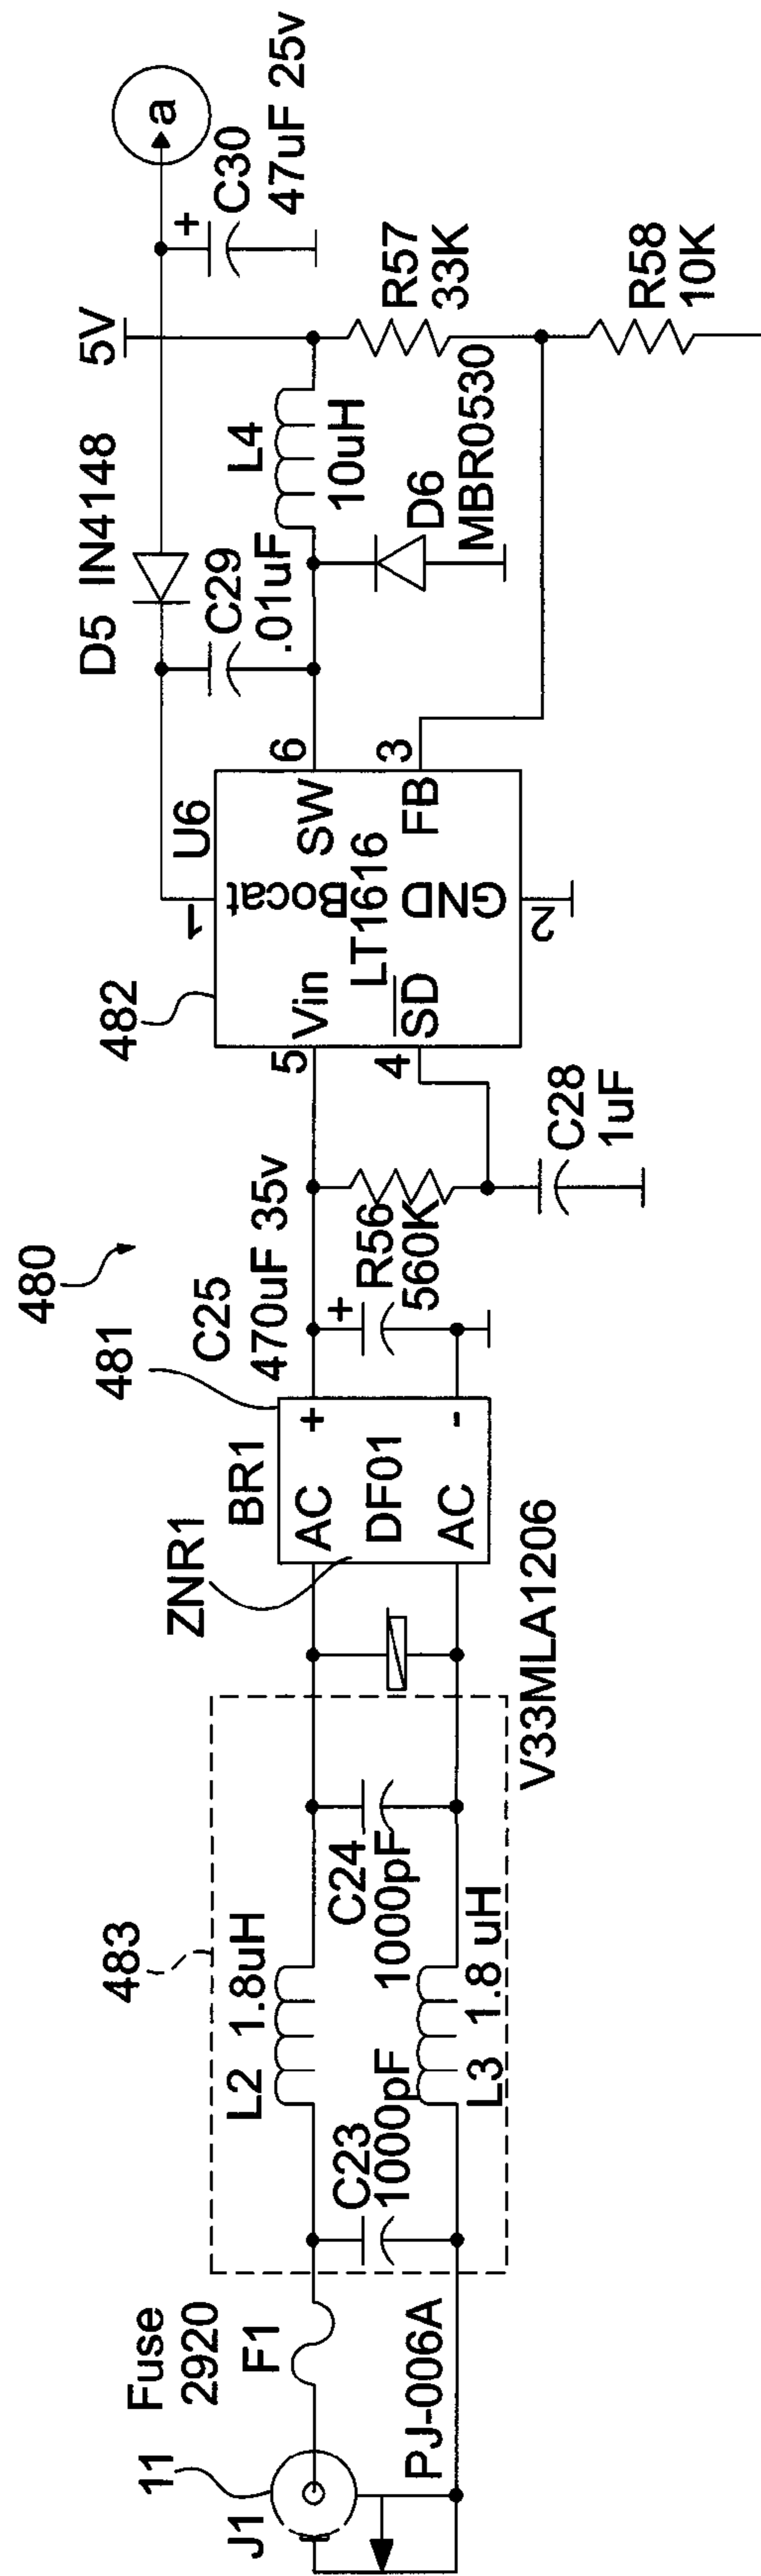 480
J1
11
Fuse
2920
F1
PJ-006A
483
L2 1.8uH
C23
1000pF
C24
1000pF
L3 1.8 uH
V33MLA1206
ZNR1
BR1
481
AC
+
DF01
AC
-
C25
470uF 35v
+
R56
560K
C28
1uF
482
U6
5
Vin
4
SD
1
Bocat
LT1616
GND
2
SW
6
FB
3
D5 IN4148
C29
.01uF
L4
10uH
D6
MBR0530
5V
R57
33K
R58
10K
+
C30
47uF 25v
a